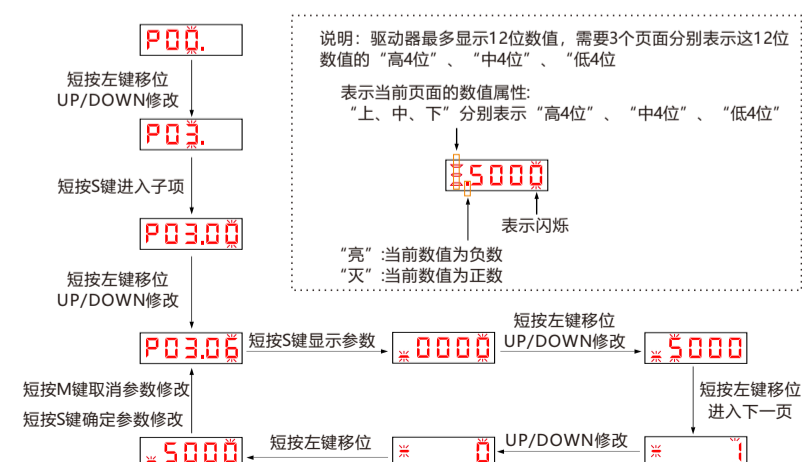 P00.
短按左键移位
UP/DOWN修改
P03.
短按S键进入子项
P03.00
短按左键移位
UP/DOWN修改
说明：驱动器最多显示12位数值，需要3个页面分别表示这12位
数值的“高4位”、“中4位”、“低4位
表示当前页面的数值属性:
“上、中、下”分别表示“高4位”、“中4位”、“低4位”
5000
表示闪烁
“亮”:当前数值为负数
“灭”:当前数值为正数
P03.06
短按S键显示参数
0000
短按左键移位
UP/DOWN修改
5000
短按左键移位
进入下一页
1
UP/DOWN修改
0
短按左键移位
5000
短按M键取消参数修改
短按S键确定参数修改